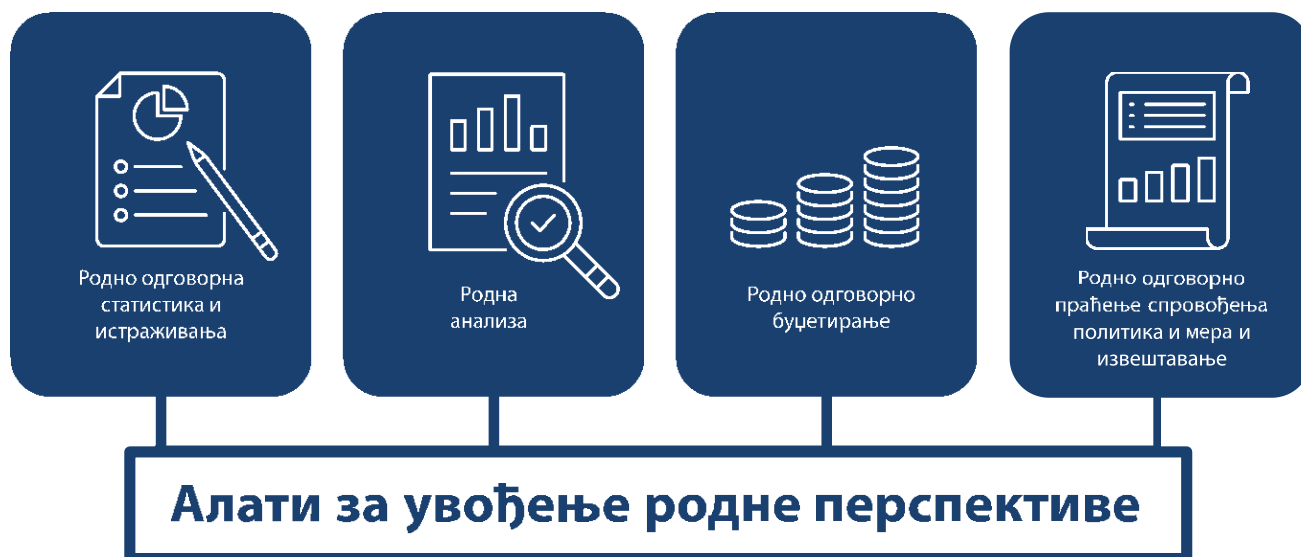 Родно одговорна
статистика и
истраживања
Родна
анализа
Родно одговорно
буџетирање
Родно одговорно
праћење спровођења
политика и мера и
извештавање
Алати за увођење родне перспективе